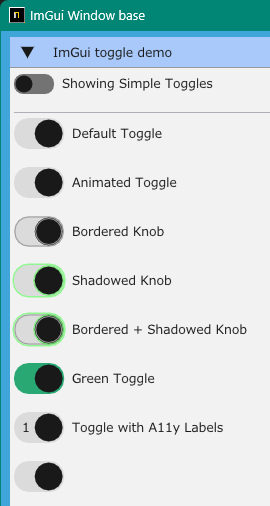 ImGui Window base
ImGui toggle demo
Showing Simple Toggles
Default Toggle
Animated Toggle
Bordered Knob
Shadowed Knob
Bordered + Shadowed Knob
Green Toggle
1 Toggle with A11y Labels